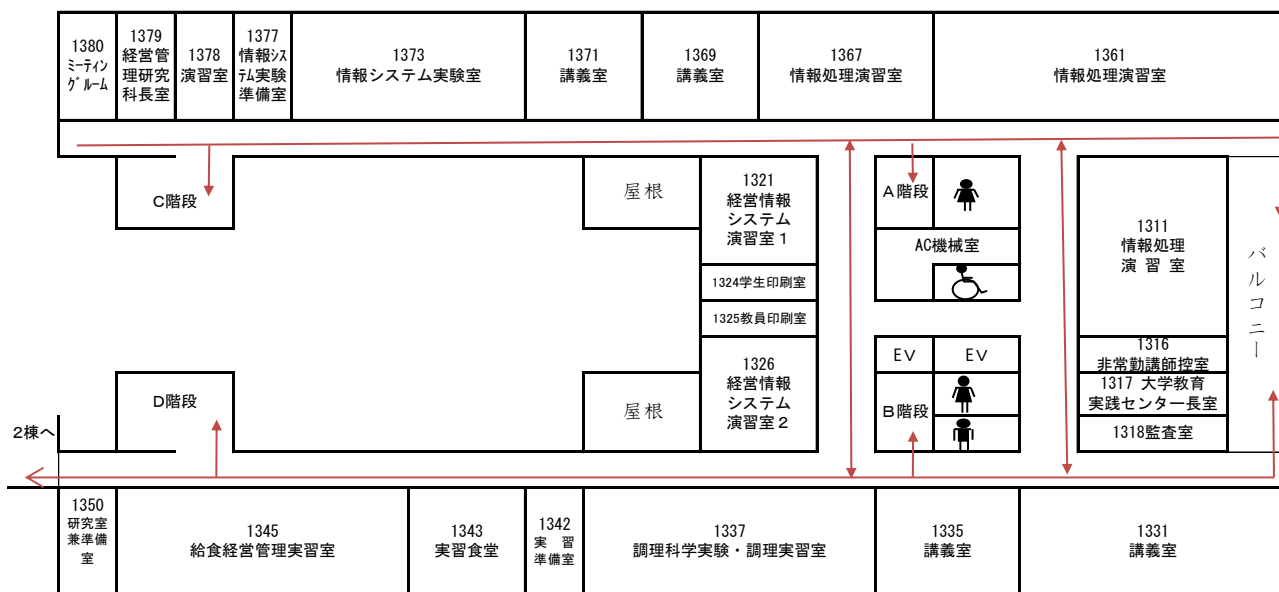 1380
ミーティン
グルーム
1379
経営管
理研究
科長室
1378
演習室
1377
情報シス
テム実験
準備室
1373
情報システム実験室
1371
講義室
1369
講義室
1367
情報処理演習室
1361
情報処理演習室
C階段
屋根
1321
経営情報
システム
演習室1
A階段
AC機械室
1311
情報処理
演習室
バルコニー
1324学生印刷室
1325教員印刷室
EV
EV
1316
非常勤講師控室
1317 大学教育
実践センター長室
1318監査室
D階段
屋根
1326
経営情報
システム
演習室2
B階段
2棟へ
1350
研究室
兼準備
室
1345
給食経営管理実習室
1343
実習食堂
1342
実習
準備室
1337
調理科学実験・調理実習室
1335
講義室
1331
講義室